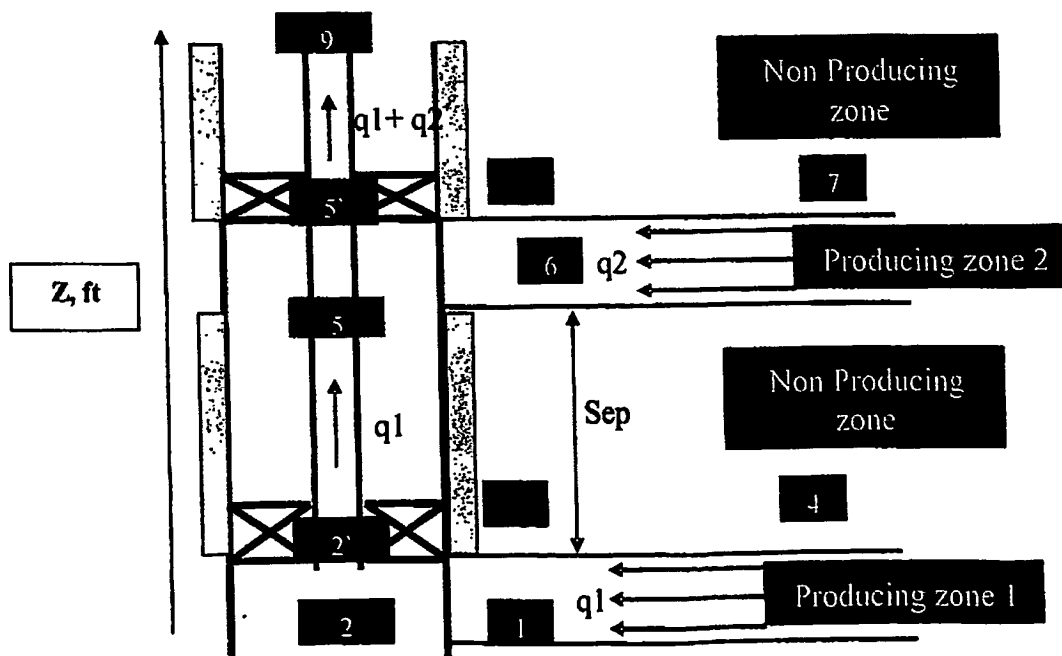 9
Non Producing
zone
q1+ q2
7
5`
6
q2
Producing zone 2
Z, ft
5
Non Producing
zone
Sep
q1
4
2`
q1
Producing zone 1
2
1